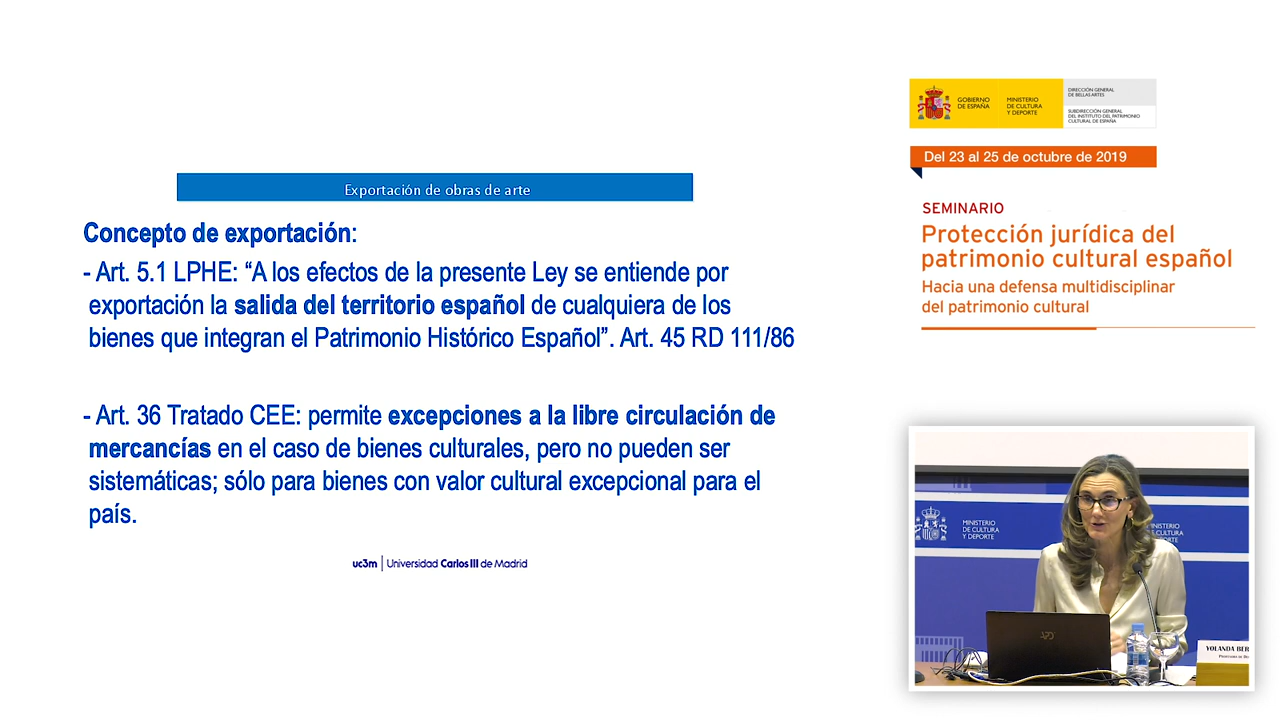 Exportación de obras de arte
Concepto de exportación:
- Art. 5.1 LPHE: “A los efectos de la presente Ley se entiende por
exportación la salida del territorio español de cualquiera de los
bienes que integran el Patrimonio Histórico Español”. Art. 45 RD 111/86
- Art. 36 Tratado CEE: permite excepciones a la libre circulación de
mercancías en el caso de bienes culturales, pero no pueden ser
sistemáticas; sólo para bienes con valor cultural excepcional para el
país.
uc3m | Universidad Carlos III de Madrid
GOBIERNO
DE ESPAÑA
MINISTERIO
DE CULTURA
Y DEPORTE
DIRECCIÓN GENERAL
DE BELLAS ARTES
SUBDIRECCIÓN GENERAL
DEL INSTITUTO DEL PATRIMONIO
CULTURAL DE ESPAÑA
Del 23 al 25 de octubre de 2019
SEMINARIO
Protección jurídica del
patrimonio cultural español
Hacia una defensa multidisciplinar
del patrimonio cultural
MINISTERIO
DE CULTURA
Y DEPORTE
MINISTERIO
DE CULTURA
Y DEPORTE
YOLANDA BER